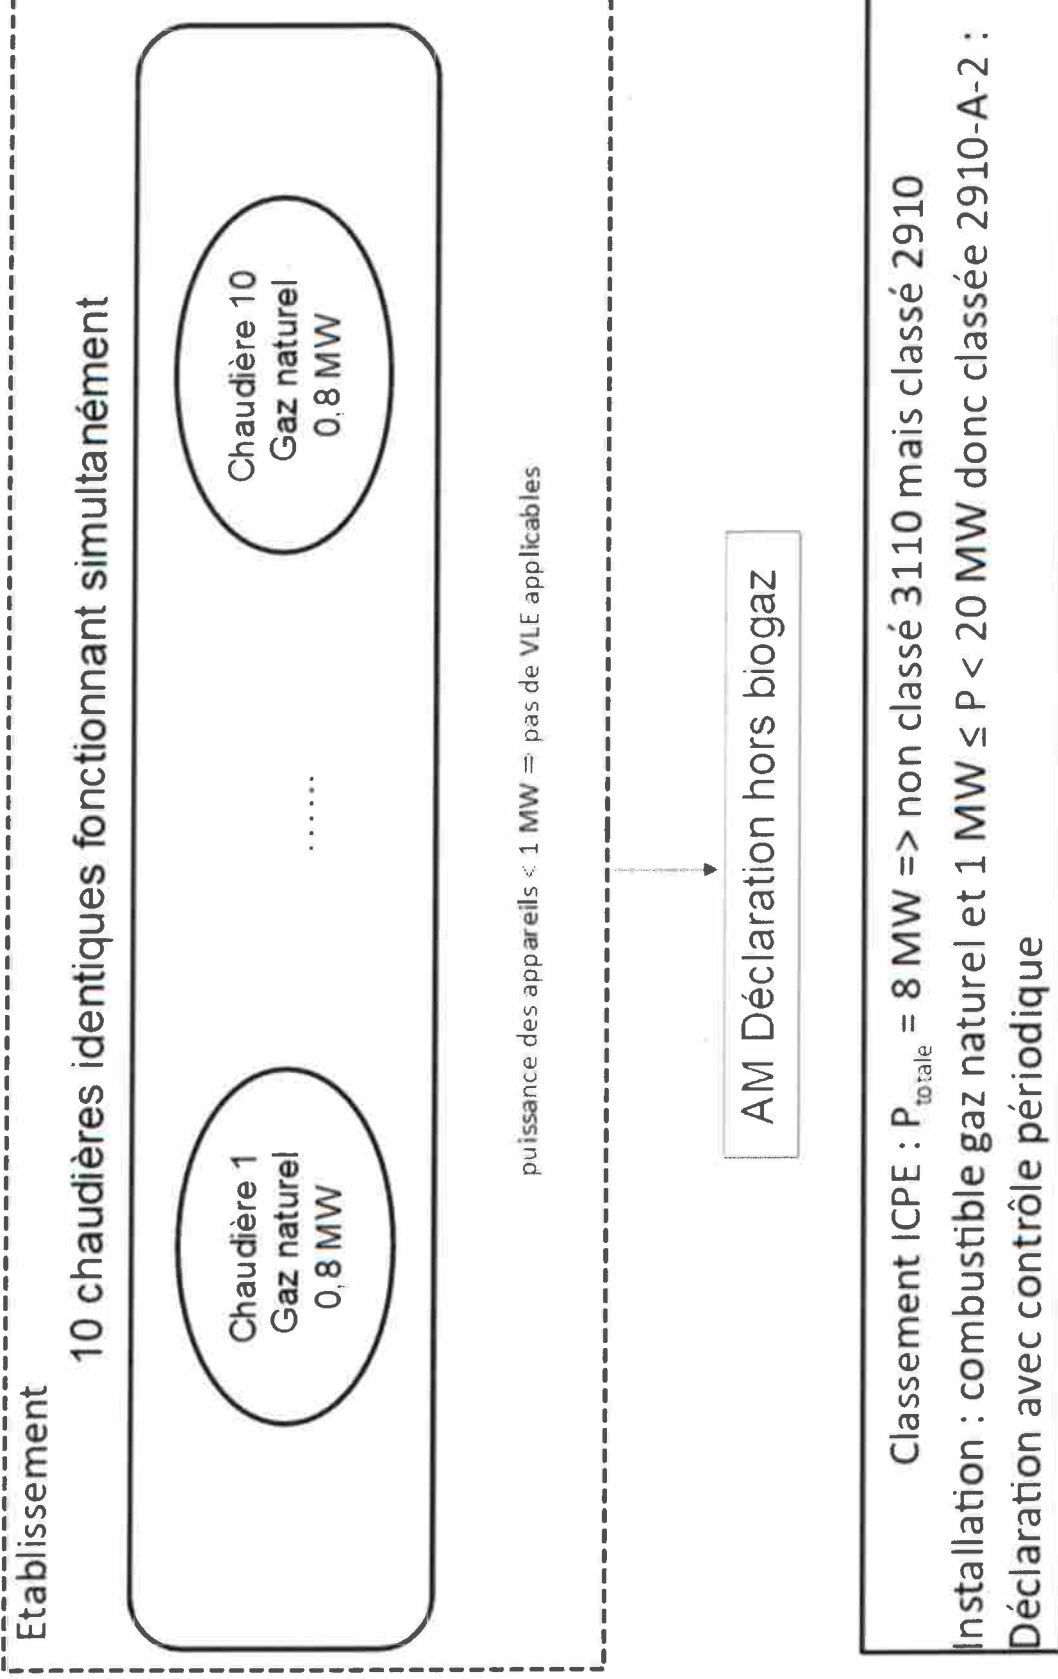 Etablissement
10 chaudières identiques fonctionnant simultanément
Chaudière 1
Gaz naturel
0,8 MW
......
Chaudière 10
Gaz naturel
0,8 MW
puissance des appareils < 1 MW = pas de VLE applicables
AM Déclaration hors biogaz
Classement ICPE : Ptotale = 8 MW => non classé 3110 mais classé 2910
Installation : combustible gaz naturel et 1 MW ≤ P < 20 MW donc classée 2910-A-2 :
Déclaration avec contrôle périodique